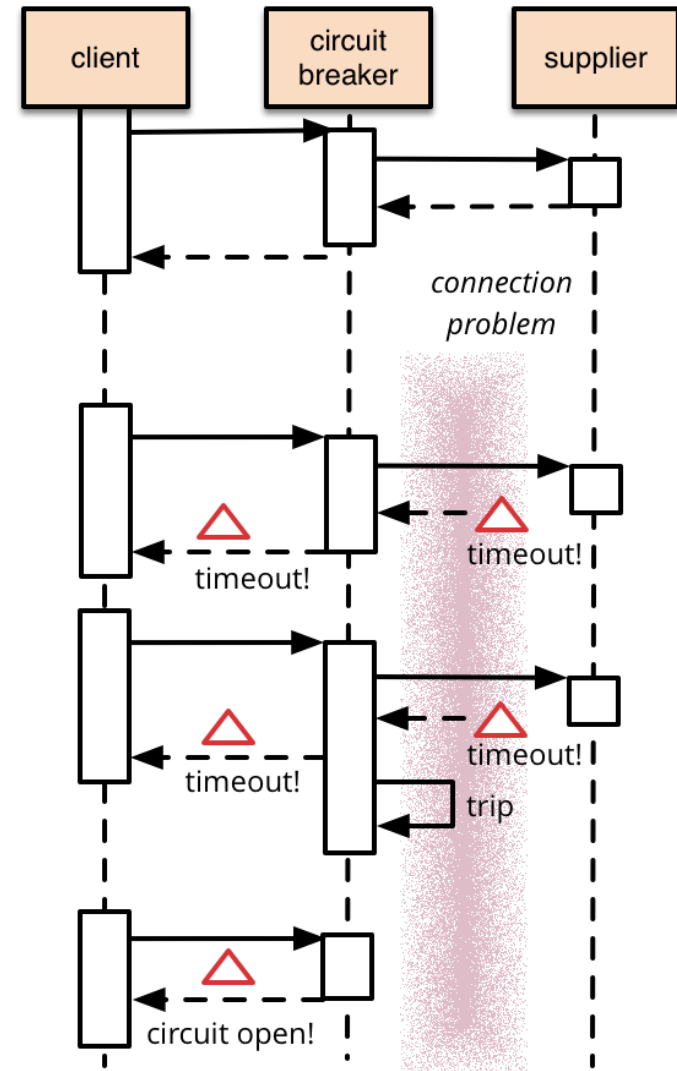 client
circuit
breaker
supplier
connection
problem
timeout!
timeout!
timeout!
timeout!
trip
circuit open!